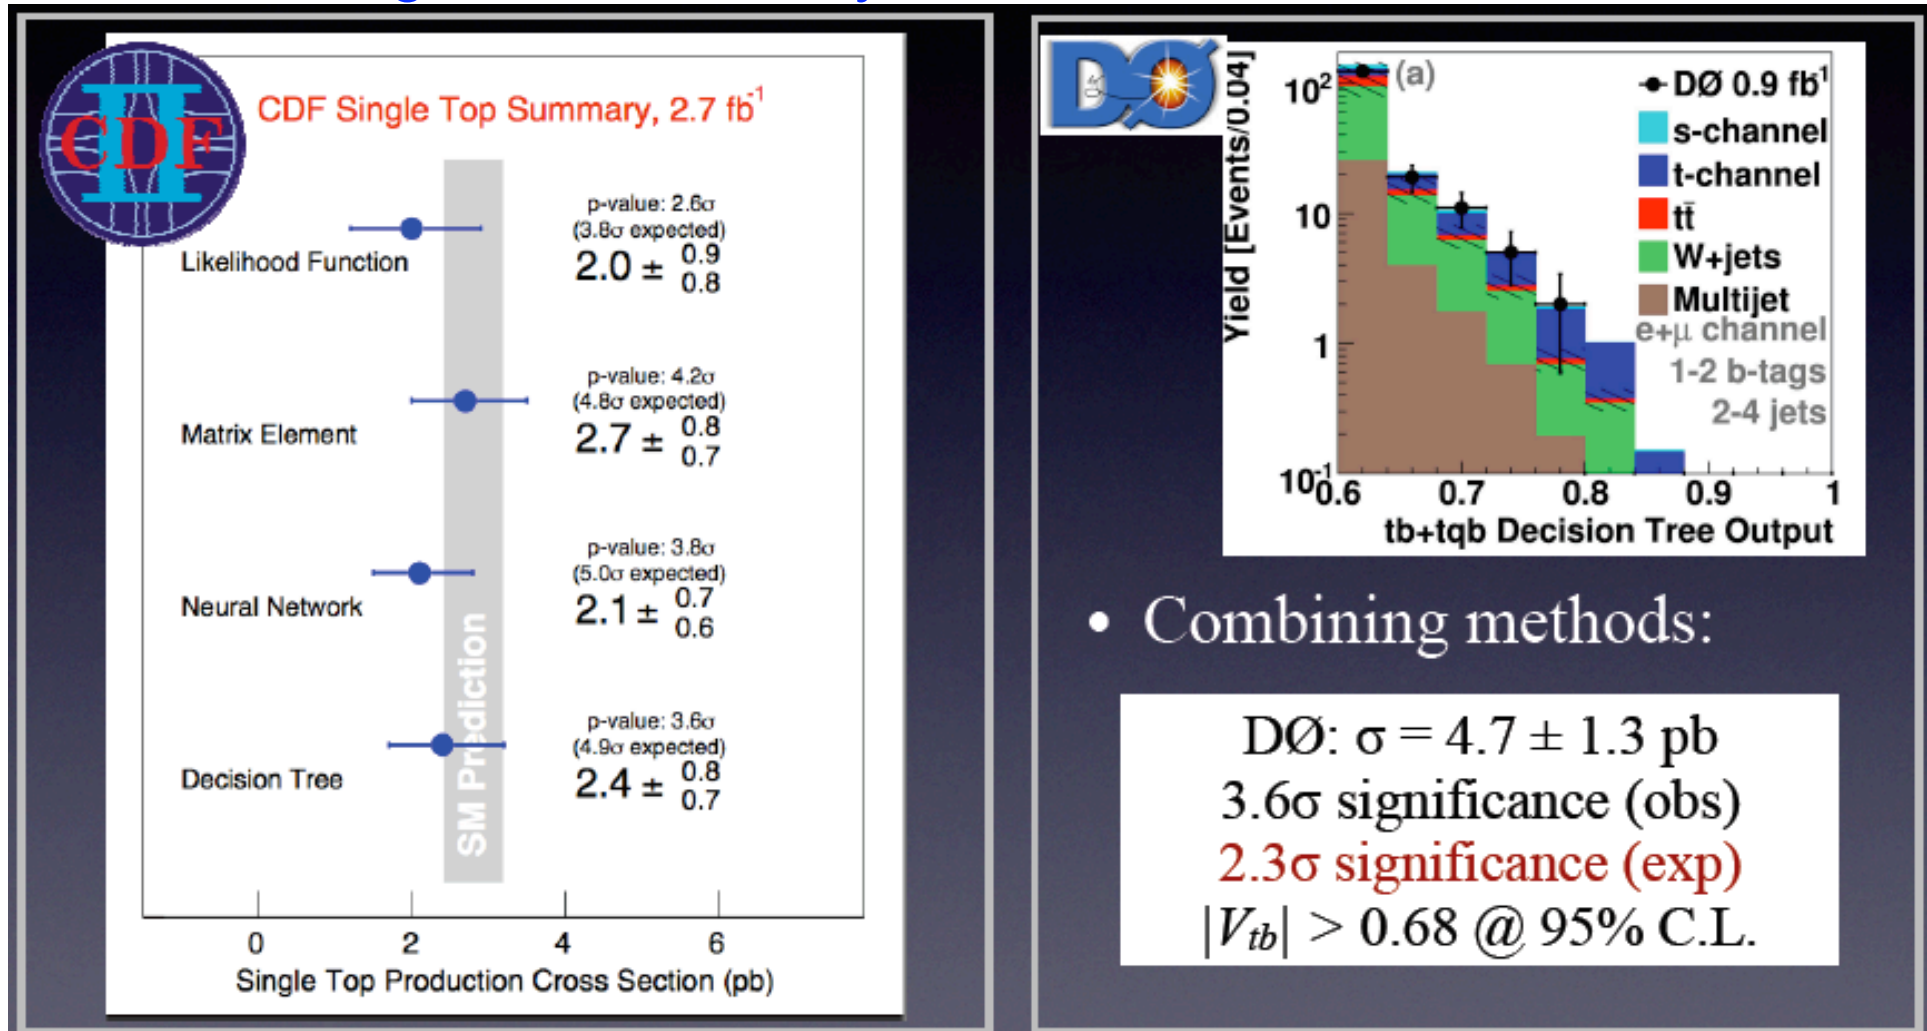 CDF
II
CDF Single Top Summary, 2.7 fb-1
p-value: 2.6σ
(3.8σ expected)
2.0 ± 0.9
0.8
Likelihood Function
p-value: 4.2σ
(4.8σ expected)
2.7 ± 0.8
0.7
Matrix Element
p-value: 3.8σ
(5.0σ expected)
2.1 ± 0.7
0.6
Neural Network
p-value: 3.6σ
(4.9σ expected)
2.4 ± 0.8
0.7
Decision Tree
SM Prediction
0 2 4 6
Single Top Production Cross Section (pb)
DØ
Yield [Events/0.04]
10²
10
1
10-1
(a)
DØ 0.9 fb-1
s-channel
t-channel
tt̄
W+jets
Multijet
e+μ channel
1-2 b-tags
2-4 jets
0.6 0.7 0.8 0.9 1
tb+tqb Decision Tree Output
• Combining methods:
DØ: σ = 4.7 ± 1.3 pb
3.6σ significance (obs)
2.3σ significance (exp)
|Vtb| > 0.68 @ 95% C.L.